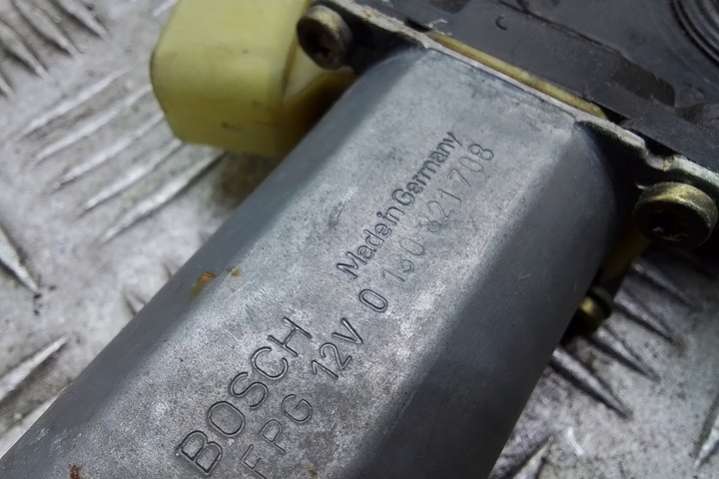 Made in Germany
BOSCH
FPG 12V 0 130 821 708